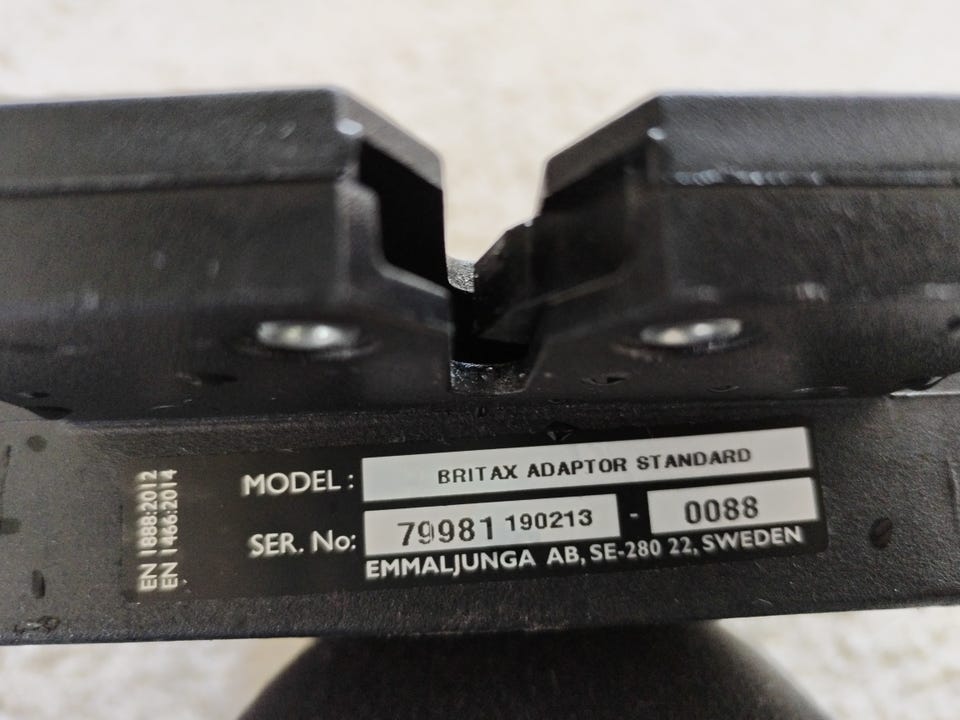 MODEL : BRITAX ADAPTOR STANDARD
SER. No: 79981 190213 - 0088
EMMALJUNGA AB, SE-280 22, SWEDEN
EN 1888:2012
EN 1466:2014